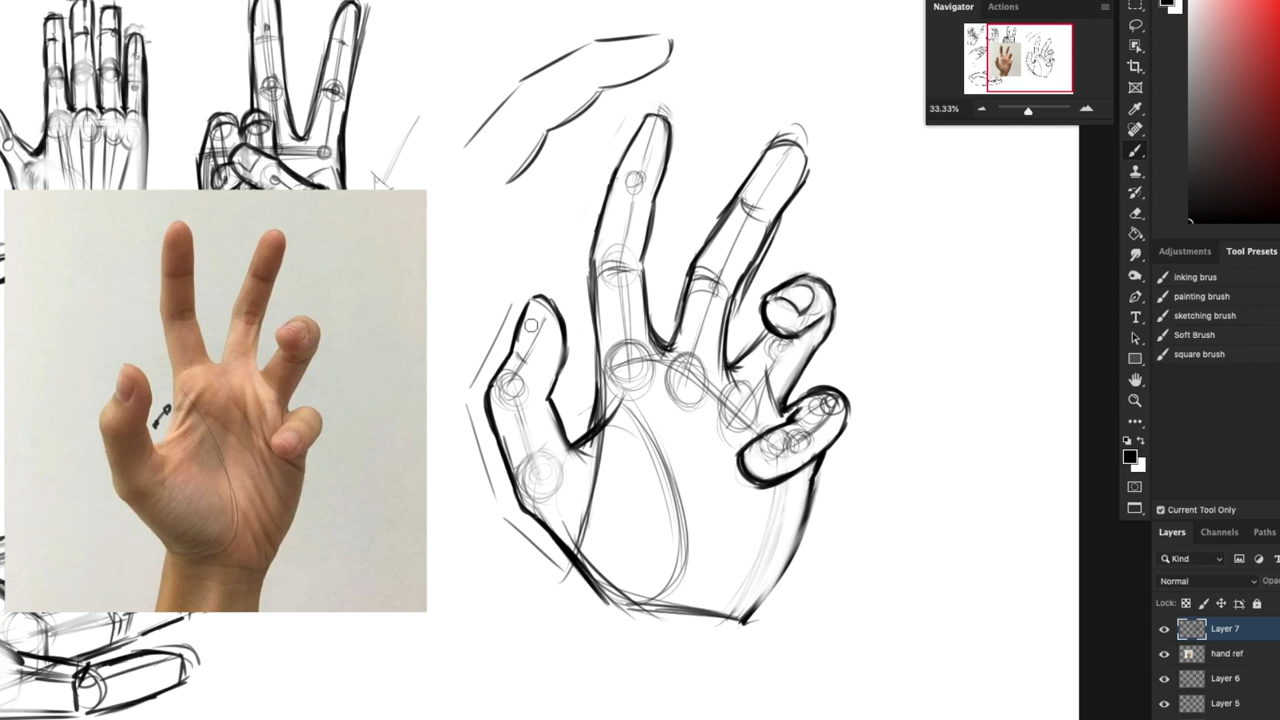 Navigator Actions
33.33%
Adjustments Tool Presets
inking brus
painting brush
sketching brush
Soft Brush
square brush
Current Tool Only
Layers Channels Paths
Kind
Normal Opac
Lock:
Layer 7
hand ref
Layer 6
Layer 5